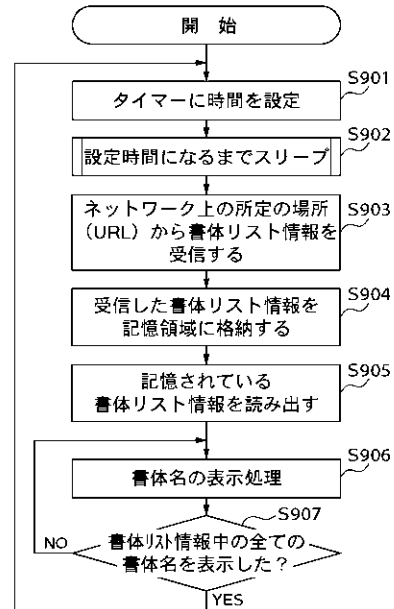 開 始
S901
タイマーに時間を設定
S902
設定時間になるまでスリープ
S903
ネットワーク上の所定の場所
（URL）から書体リスト情報を
受信する
S904
受信した書体リスト情報を
記憶領域に格納する
S905
記憶されている
書体リスト情報を読み出す
S906
書体名の表示処理
S907
NO
書体リスト情報中の全ての
書体名を表示した？
YES